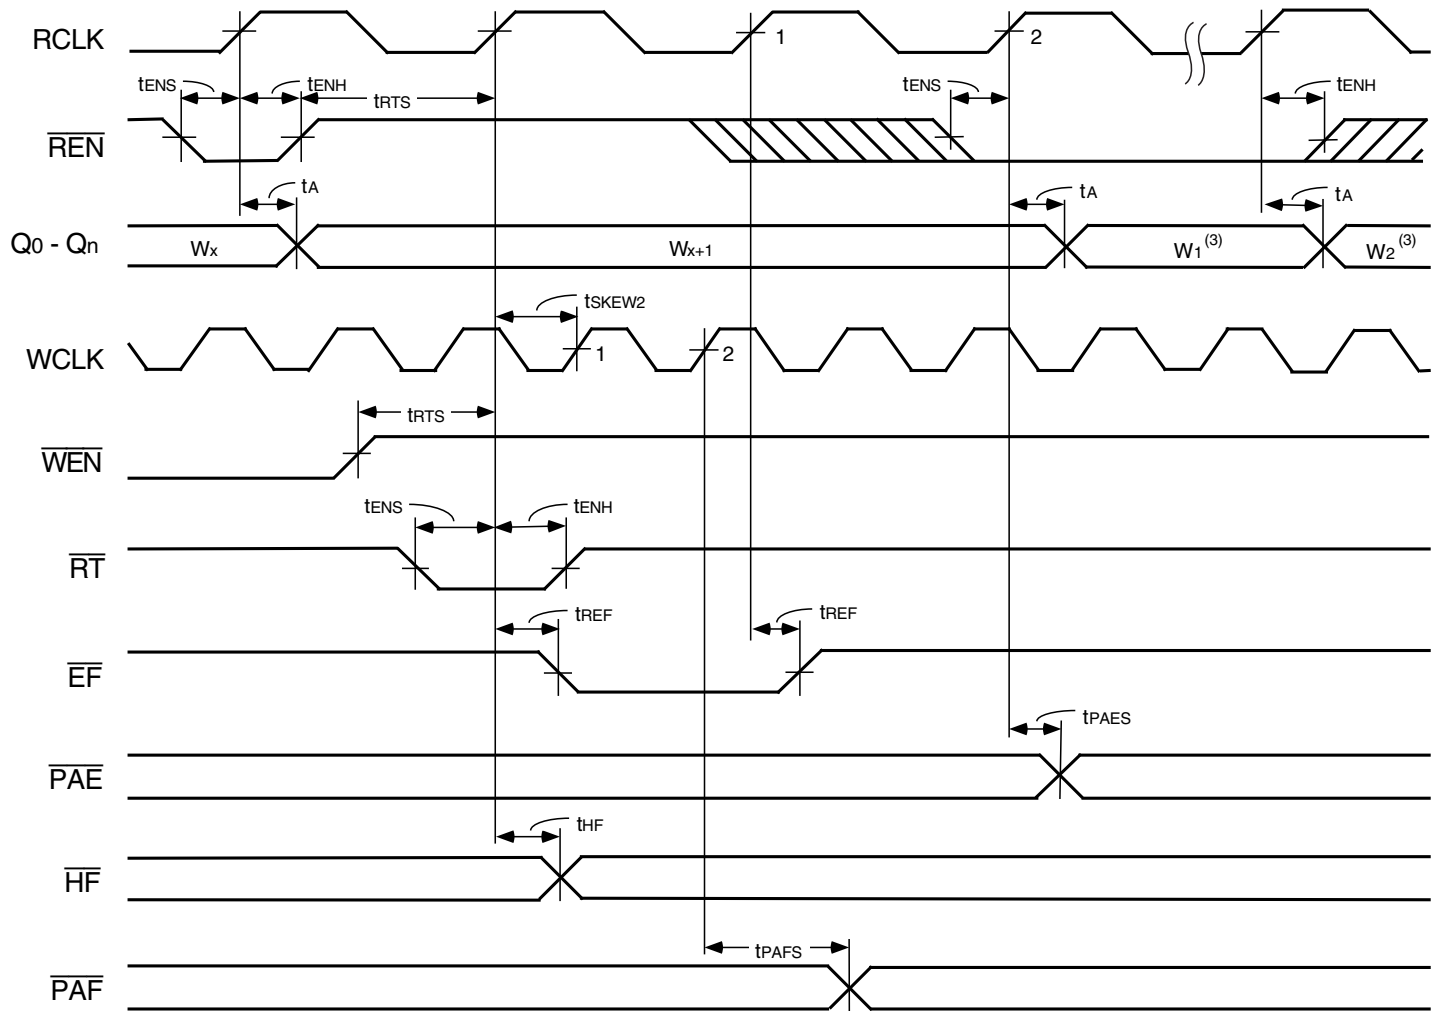 RCLK
1
2
tENS
tENH
tRTS
tENS
tENH
REN
tA
tA
tA
Q0 - Qn
Wx
Wx+1
W1(3)
W2(3)
tSKEW2
WCLK
1
2
tRTS
WEN
tENS
tENH
RT
tREF
tREF
EF
tPAES
PAE
tHF
HF
tPAFS
PAF